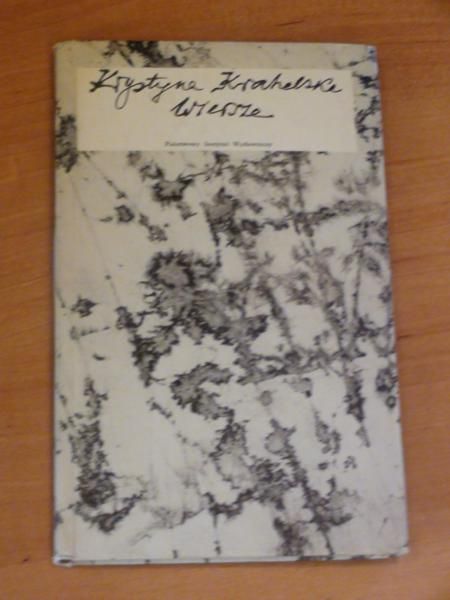 Krystyna Krahelska
Wiersze
Państwowy Instytut Wydawniczy